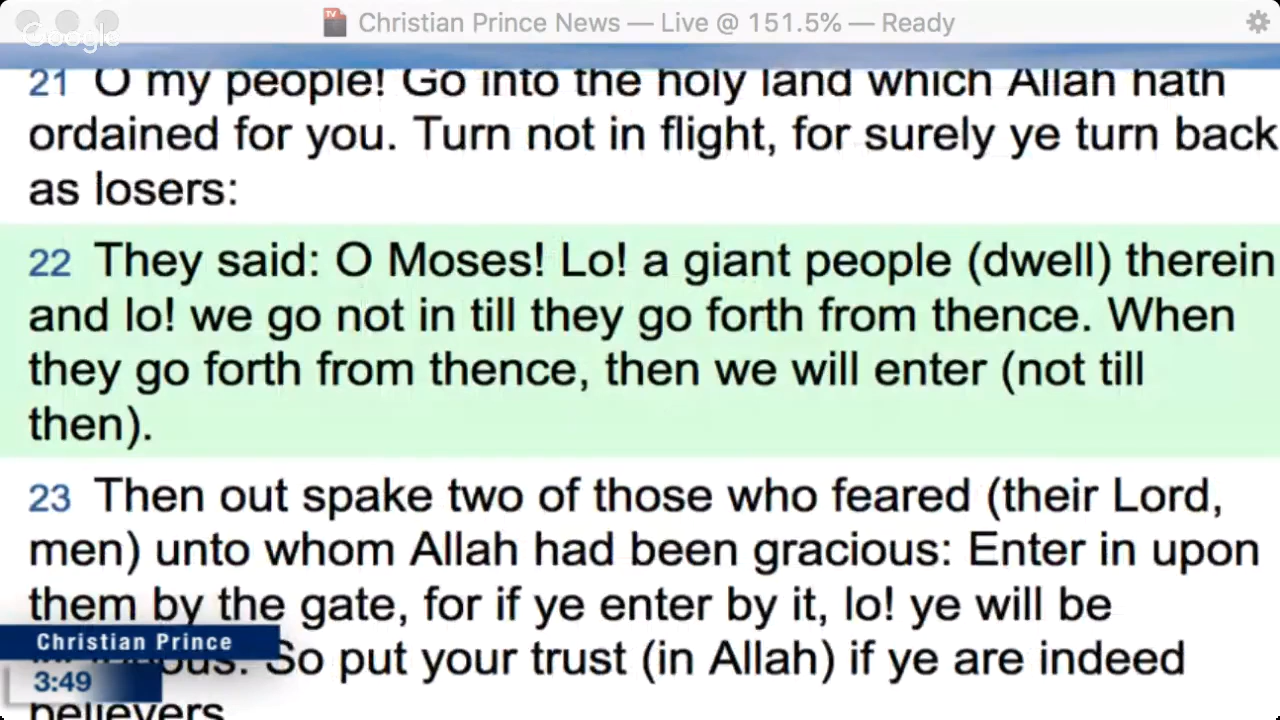 Christian Prince News — Live @ 151.5% — Ready
Google
21 O my people! Go into the holy land which Allah hath
ordained for you. Turn not in flight, for surely ye turn back
as losers:
22 They said: O Moses! Lo! a giant people (dwell) therein
and lo! we go not in till they go forth from thence. When
they go forth from thence, then we will enter (not till
then).
23 Then out spake two of those who feared (their Lord,
men) unto whom Allah had been gracious: Enter in upon
them by the gate, for if ye enter by it, lo! ye will be
So put your trust (in Allah) if ye are indeed
believers
Christian Prince
3:49